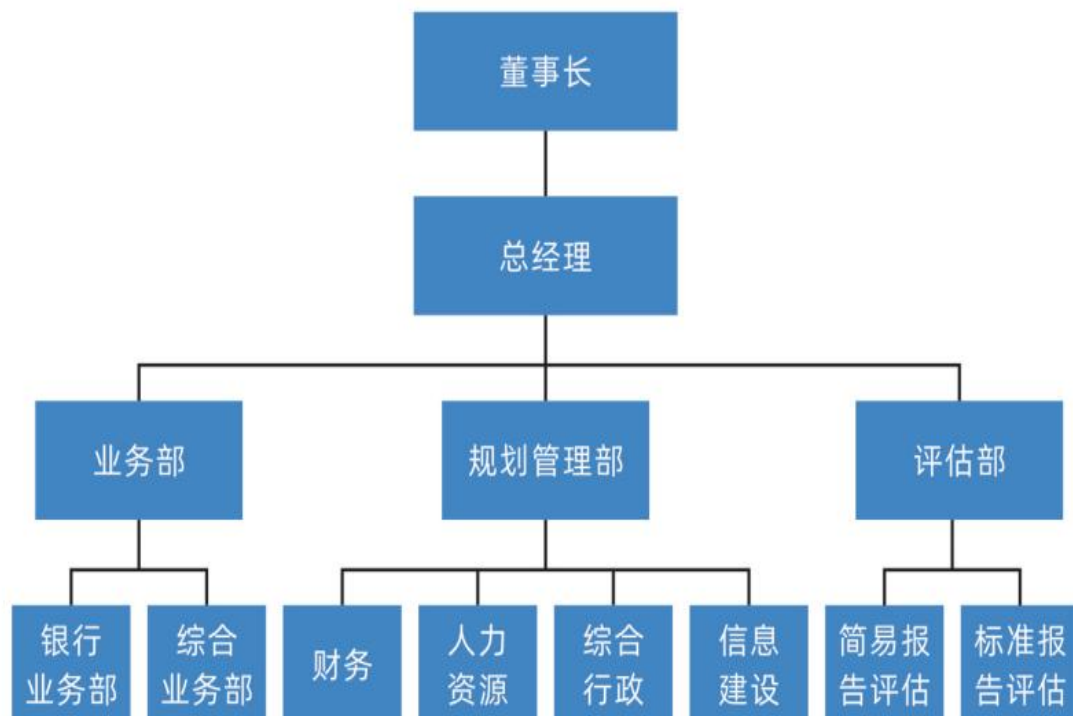 董事长
总经理
业务部
规划管理部
评估部
银行
业务部
综合
业务部
财务
人力
资源
综合
行政
信息
建设
简易报
告评估
标准报
告评估